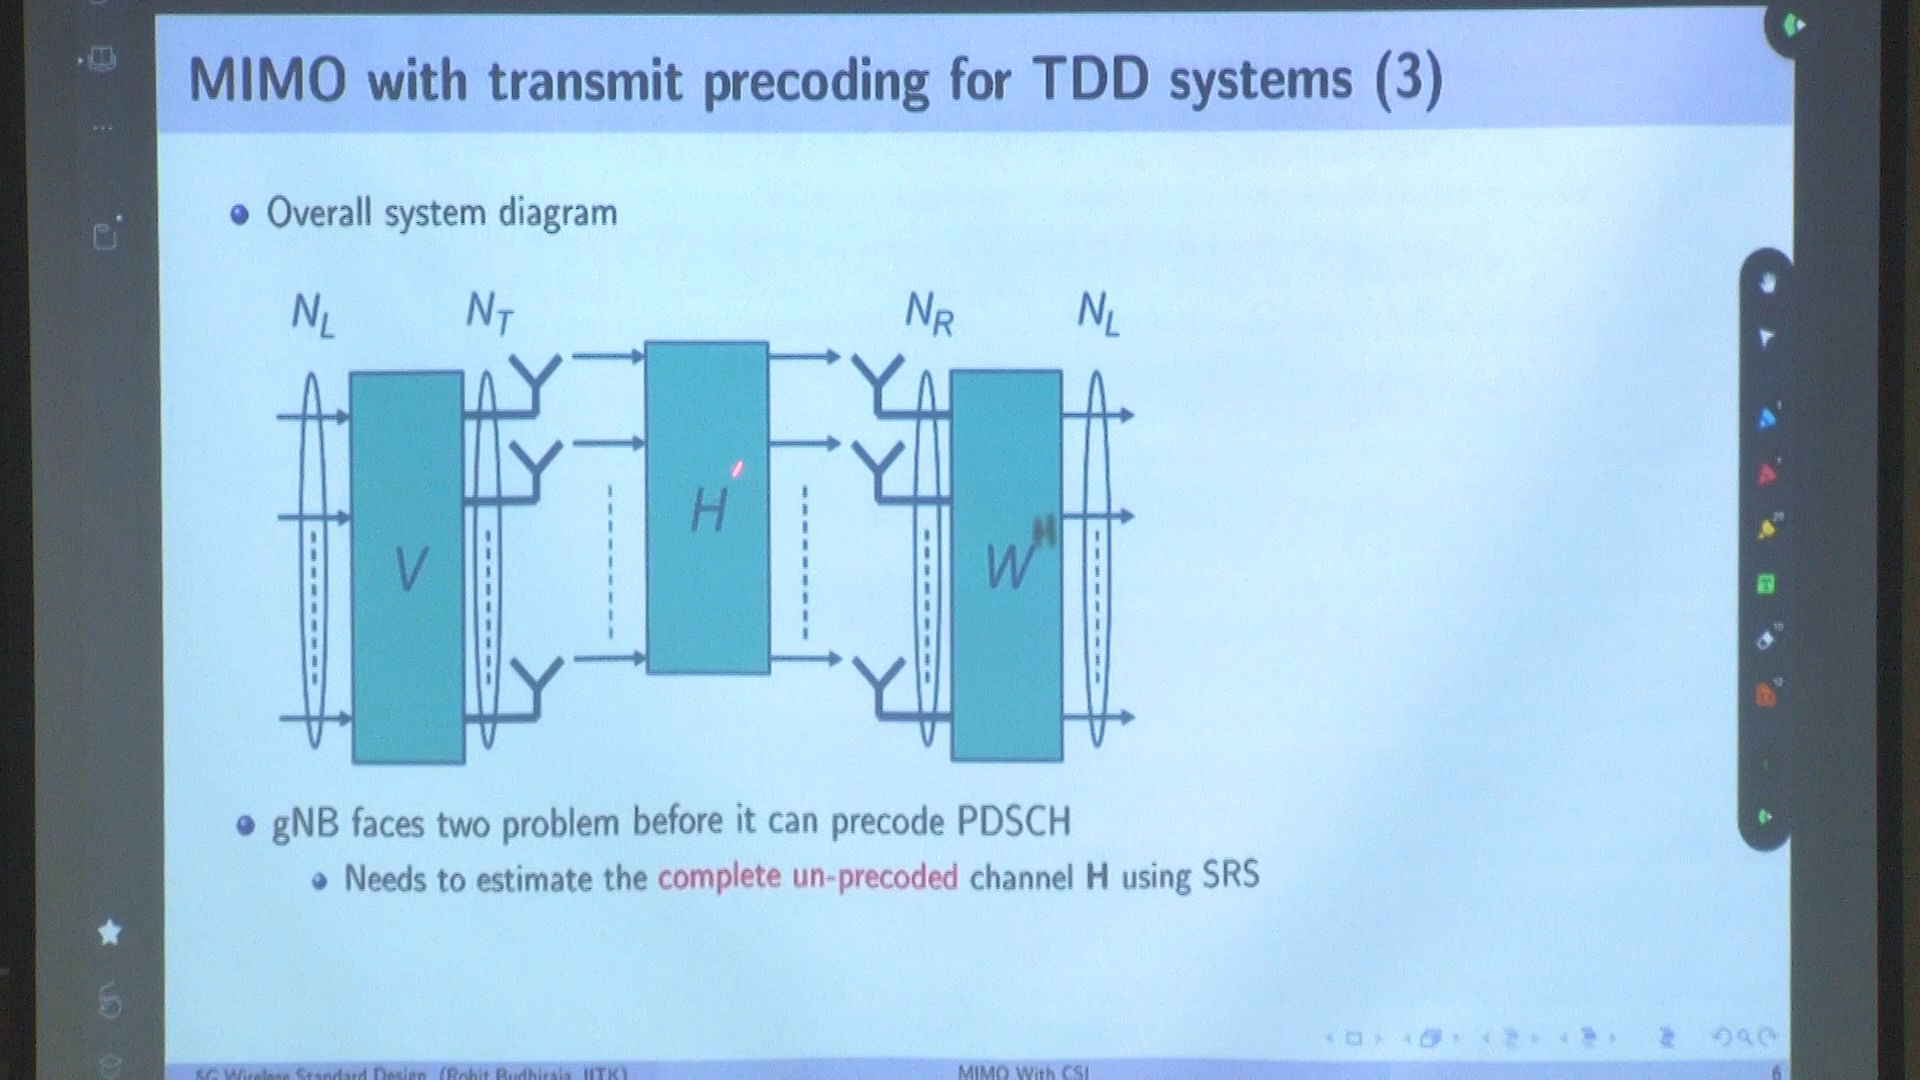 MIMO with transmit precoding for TDD systems (3)
Overall system diagram
N_L N_T N_R N_L
V H W^H
gNB faces two problem before it can precode PDSCH
Needs to estimate the complete un-precoded channel H using SRS
5G Wireless Standard Design (Rohit Budhiraja, IITK) MIMO With CSI 6